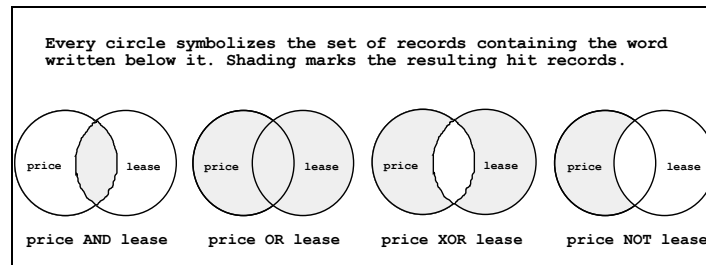 Every circle symbolizes the set of records containing the word
written below it. Shading marks the resulting hit records.
price lease price lease price lease price lease
price AND lease price OR lease price XOR lease price NOT lease